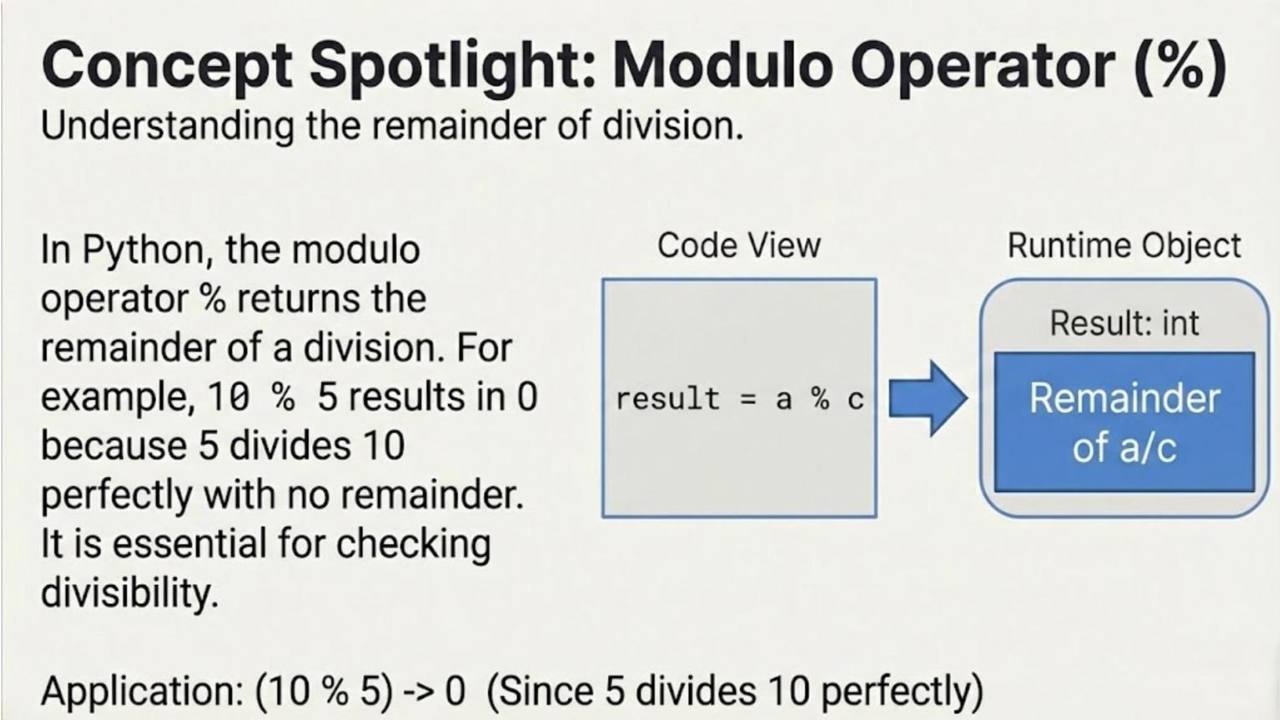 Concept Spotlight: Modulo Operator (%)
Understanding the remainder of division.
In Python, the modulo
operator % returns the
remainder of a division. For
example, 10 % 5 results in 0
because 5 divides 10
perfectly with no remainder.
It is essential for checking
divisibility.
Code View
result = a % c
Runtime Object
Result: int
Remainder
of a/c
Application: (10 % 5) -> 0 (Since 5 divides 10 perfectly)